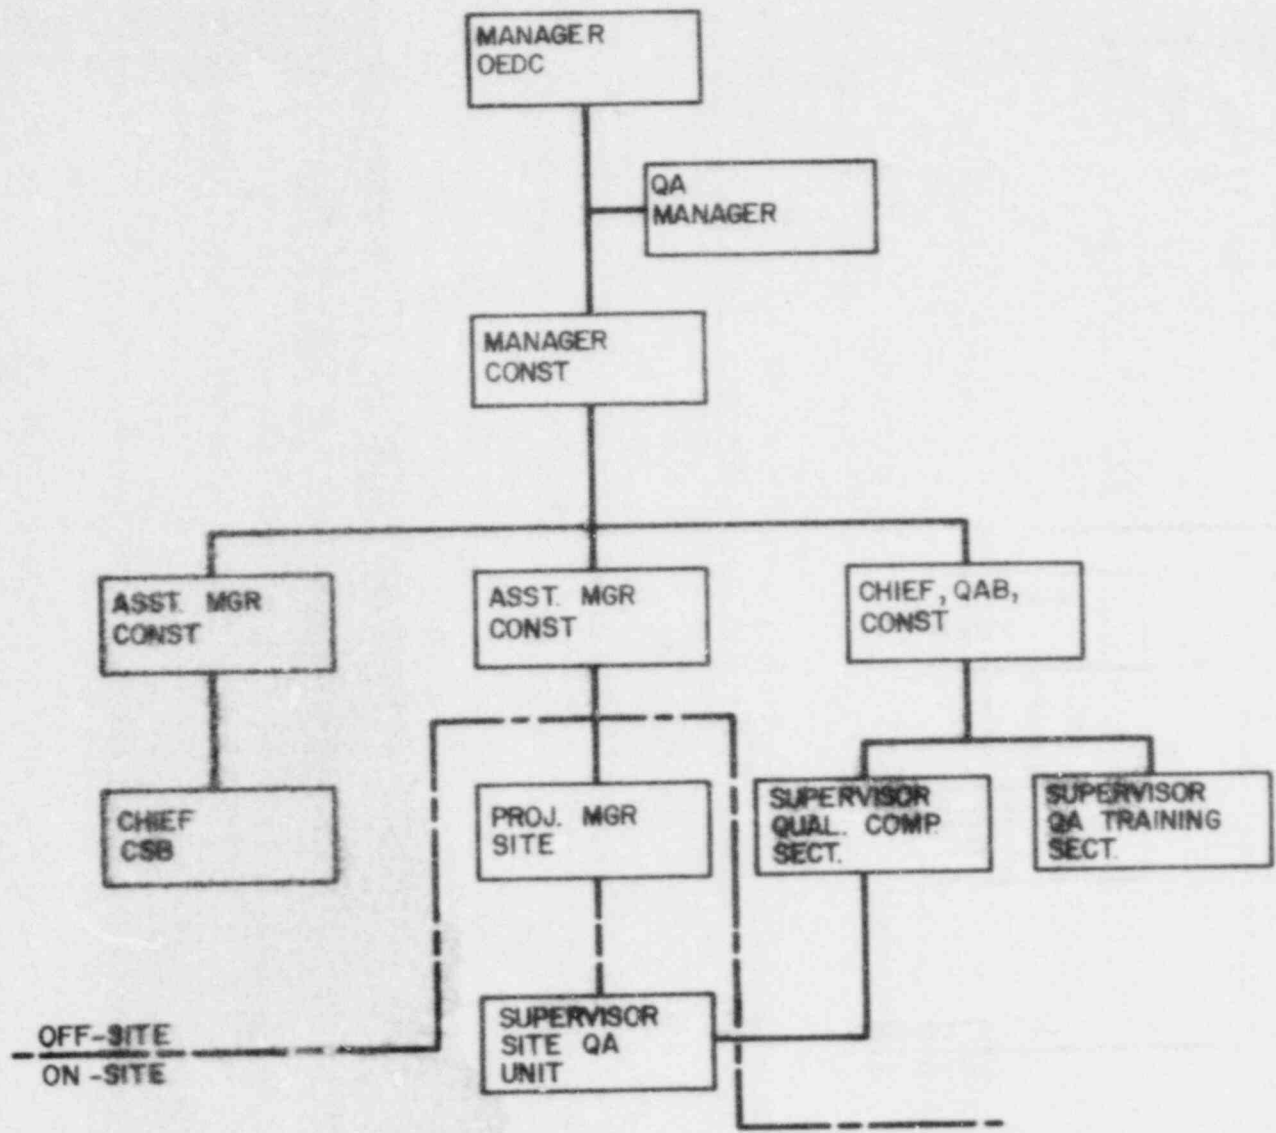 MANAGER
OEDC
QA
MANAGER
MANAGER
CONST
ASST. MGR
CONST
ASST. MGR
CONST
CHIEF, QAB,
CONST
CHIEF
CSB
PROJ. MGR
SITE
SUPERVISOR
QUAL. COMP.
SECT.
SUPERVISOR
QA TRAINING
SECT.
OFF-SITE
ON-SITE
SUPERVISOR
SITE QA
UNIT